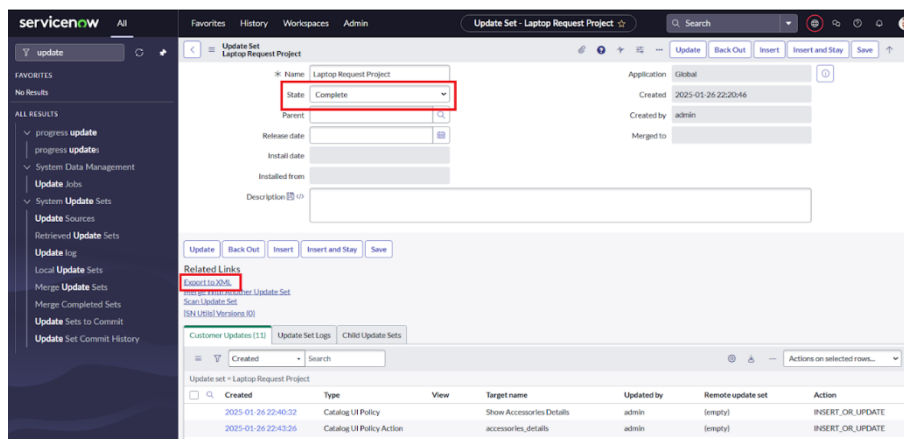 servicenow All Favorites History Workspaces Admin Update Set - Laptop Request Project ☆ Search
update
FAVORITES
No Results
ALL RESULTS
progress update
progress updates
System Data Management
Update Jobs
System Update Sets
Update Sources
Retrieved Update Sets
Update log
Local Update Sets
Merge Update Sets
Merge Completed Sets
Update Sets to Commit
Update Set Commit History
Update Set
Laptop Request Project
Update Back Out Insert Insert and Stay Save
Name Laptop Request Project Application Global
State Complete Created 2025-01-26 22:20:46
Parent Created by admin
Release date Merged to
Install date
Installed from
Description
Update Back Out Insert Insert and Stay Save
Related Links
Export to XML
Merge With Another Update Set
Scan Update Set
[SN Utils] Versions (0)
Customer Updates (11) Update Set Logs Child Update Sets
Created Search Actions on selected rows...
Update set = Laptop Request Project
Created Type View Target name Updated by Remote update set Action
2025-01-26 22:40:32 Catalog UI Policy Show Accessories Details admin (empty) INSERT_OR_UPDATE
2025-01-26 22:43:26 Catalog UI Policy Action accessories_details admin (empty) INSERT_OR_UPDATE